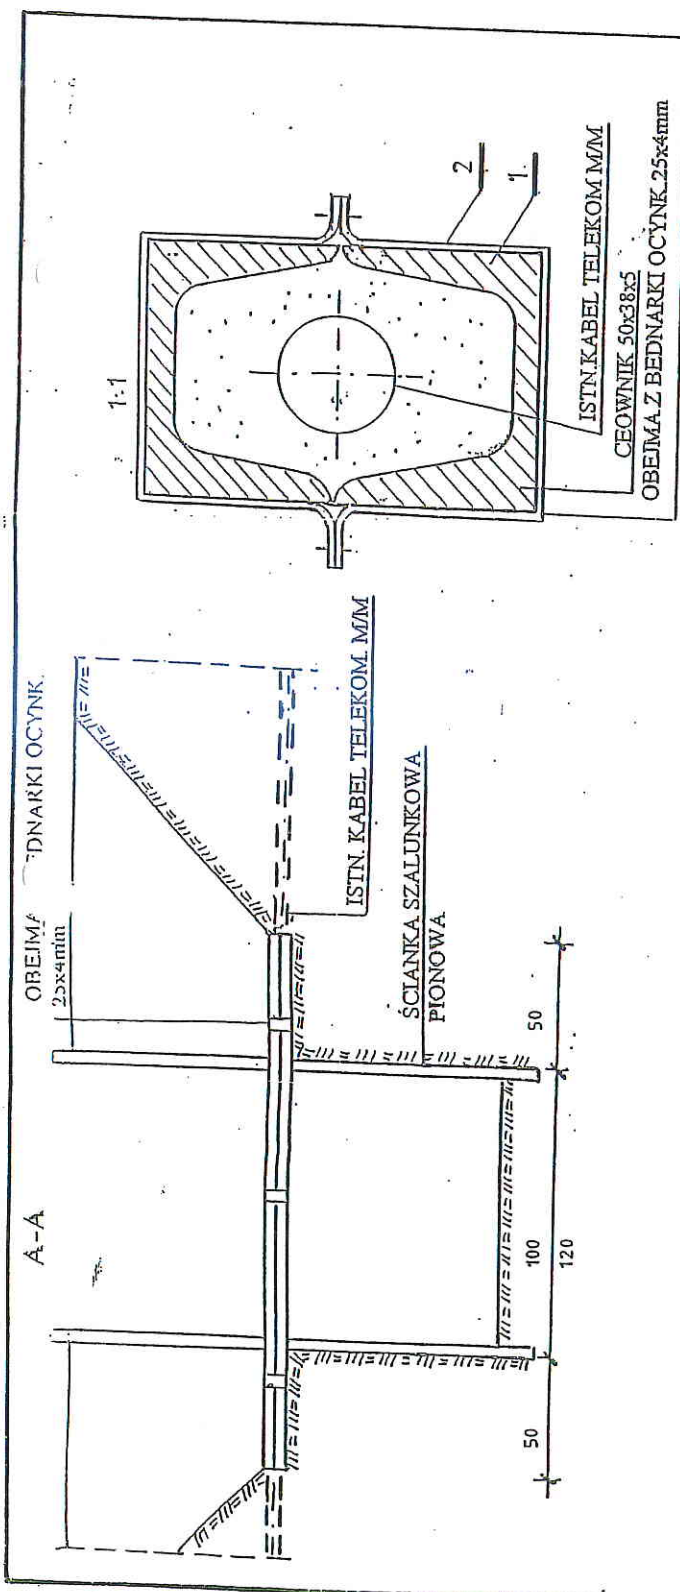 A-A
OBEJMA
EDNARKI OCYNK.
25x4mm
ISTN. KABEL TELEKOM. M/M
ŚCIANKA SZALUNKOWA
PIONOWA
50
100
50
120
1:1
2
1.
ISTN.KABEL TELEKOM M/M
CEOWNIK 50x38x5
OBEJMA Z BEDNARKI OCYNK.25x4mm